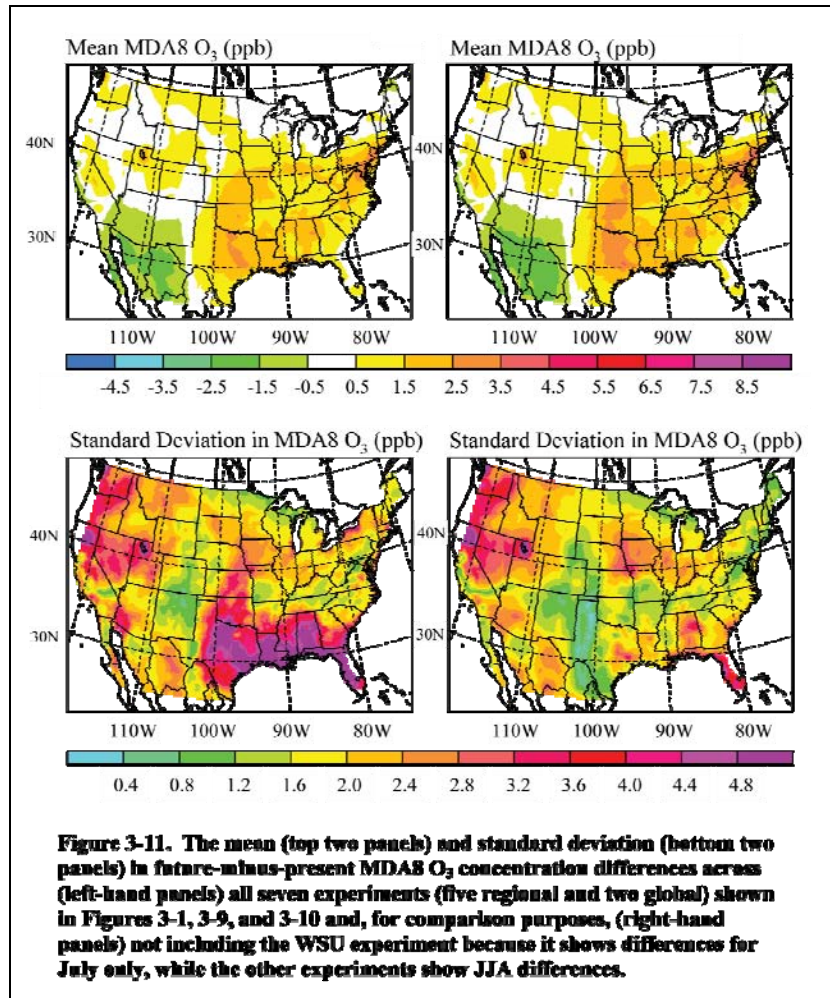 Mean MDA8 O₃ (ppb)
Mean MDA8 O₃ (ppb)
40N
30N
40N
30N
110W 100W 90W 80W
110W 100W 90W 80W
-4.5 -3.5 -2.5 -1.5 -0.5 0.5 1.5 2.5 3.5 4.5 5.5 6.5 7.5 8.5
Standard Deviation in MDA8 O₃ (ppb)
Standard Deviation in MDA8 O₃ (ppb)
40N
30N
40N
30N
110W 100W 90W 80W
110W 100W 90W 80W
0.4 0.8 1.2 1.6 2.0 2.4 2.8 3.2 3.6 4.0 4.4 4.8
Figure 3-11. The mean (top two panels) and standard deviation (bottom two
panels) in future-minus-present MDA8 O₃ concentration differences across
(left-hand panels) all seven experiments (five regional and two global) shown
in Figures 3-1, 3-9, and 3-10 and, for comparison purposes, (right-hand
panels) not including the WSU experiment because it shows differences for
July only, while the other experiments show JJA differences.